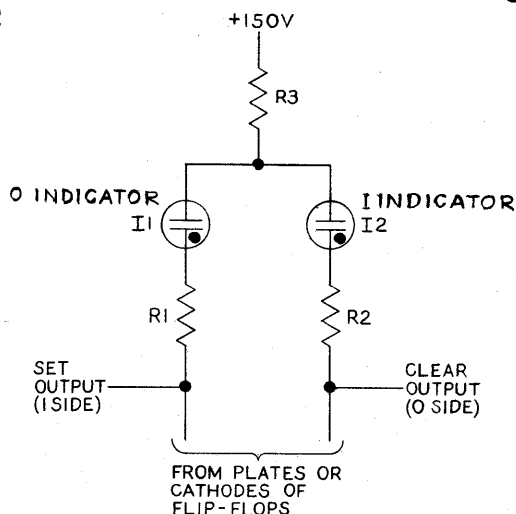 +150V
R3
O INDICATOR
I1
I INDICATOR
I2
R1
R2
SET
OUTPUT
(1 SIDE)
CLEAR
OUTPUT
(0 SIDE)
FROM PLATES OR
CATHODES OF
FLIP-FLOPS